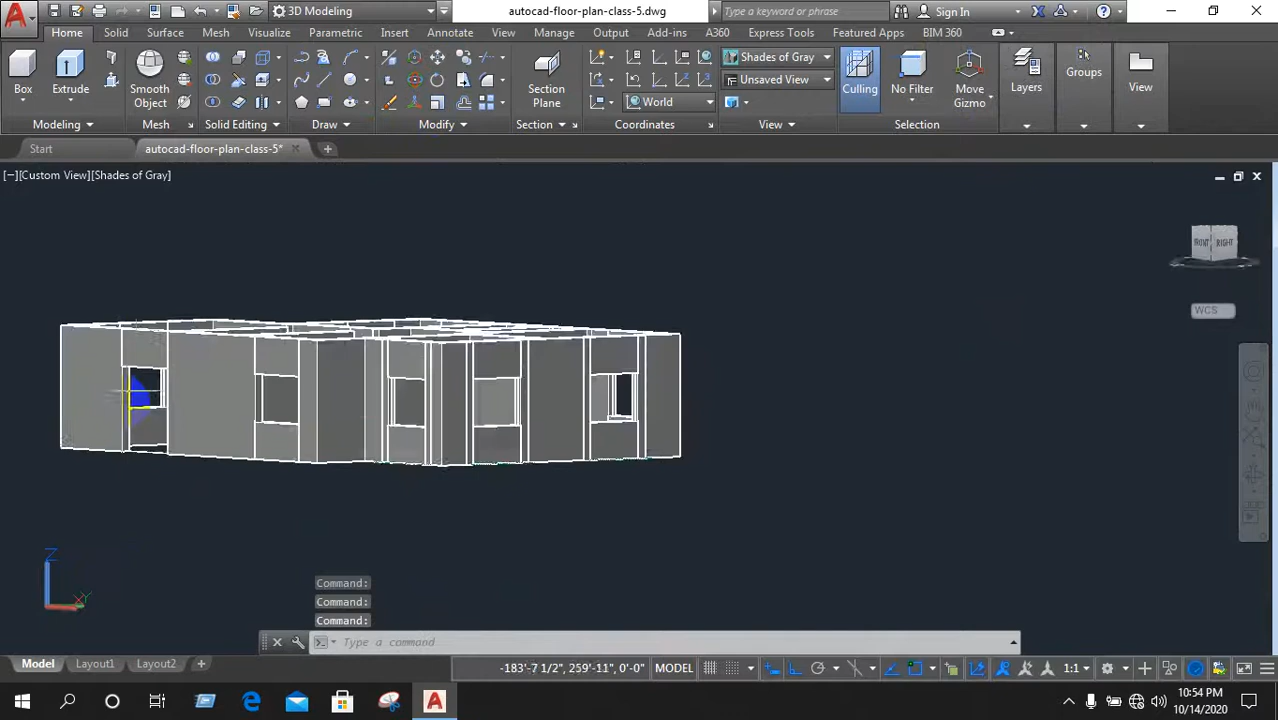 3D Modeling
autocad-floor-plan-class-5.dwg
Type a keyword or phrase
Sign In
Home Solid Surface Mesh Visualize Parametric Insert Annotate View Manage Output Add-ins A360 Express Tools Featured Apps BIM 360
Box
Extrude
Smooth
Object
Section
Plane
Shades of Gray
Unsaved View
World
Culling
No Filter
Move
Gizmo
Layers
Groups
View
Modeling
Mesh
Solid Editing
Draw
Modify
Section
Coordinates
View
Selection
Start
autocad-floor-plan-class-5*
[−][Custom View][Shades of Gray]
FRONT
RIGHT
WCS
Z
Y
X
Command:
Command:
Command:
Type a command
Model
Layout1
Layout2
-183'-7 1/2", 259'-11", 0'-0"
MODEL
1:1
10:54 PM
10/14/2020